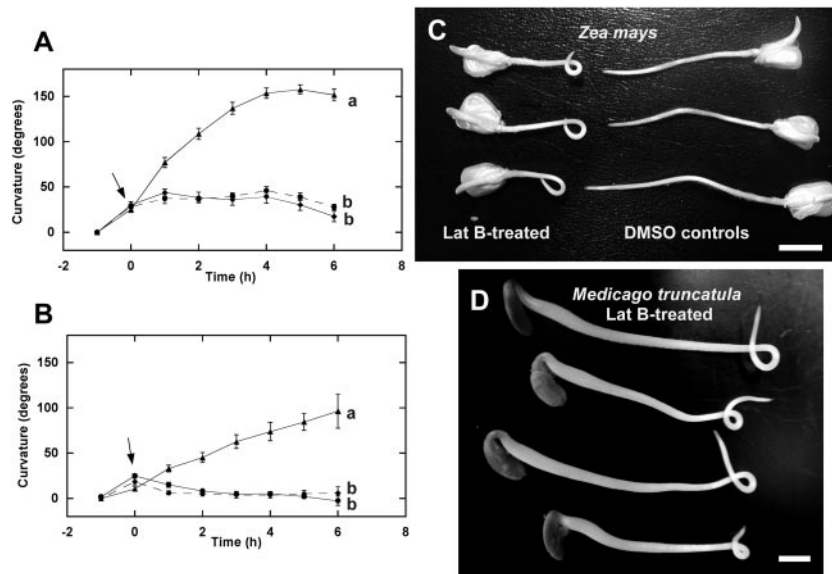 A
Curvature (degrees)
150
100
50
0
a
b
b
-2 0 2 4 6 8
Time (h)
B
Curvature (degrees)
150
100
50
0
a
b
b
-2 0 2 4 6 8
Time (h)
C
Zea mays
Lat B-treated DMSO controls
D
Medicago truncatula
Lat B-treated